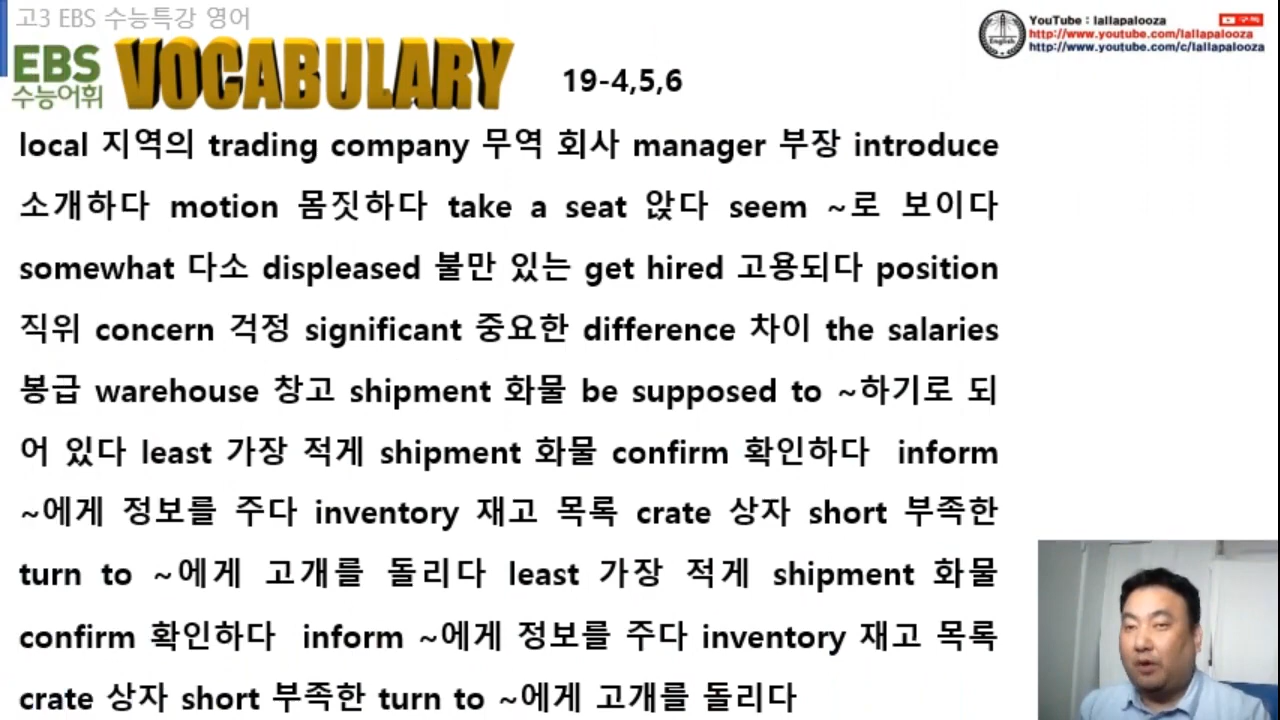 고3 EBS 수능특강 영어
EBS
수능어휘
VOCABULARY
19-4,5,6
English
YouTube : lallapalooza
구독
http://www.youtube.com/lallapalooza
http://www.youtube.com/c/lallapalooza
local 지역의 trading company 무역 회사 manager 부장 introduce
소개하다 motion 몸짓하다 take a seat 앉다 seem ~로 보이다
somewhat 다소 displeased 불만 있는 get hired 고용되다 position
직위 concern 걱정 significant 중요한 difference 차이 the salaries
봉급 warehouse 창고 shipment 화물 be supposed to ~하기로 되
어 있다 least 가장 적게 shipment 화물 confirm 확인하다 inform
~에게 정보를 주다 inventory 재고 목록 crate 상자 short 부족한
turn to ~에게 고개를 돌리다 least 가장 적게 shipment 화물
confirm 확인하다 inform ~에게 정보를 주다 inventory 재고 목록
crate 상자 short 부족한 turn to ~에게 고개를 돌리다